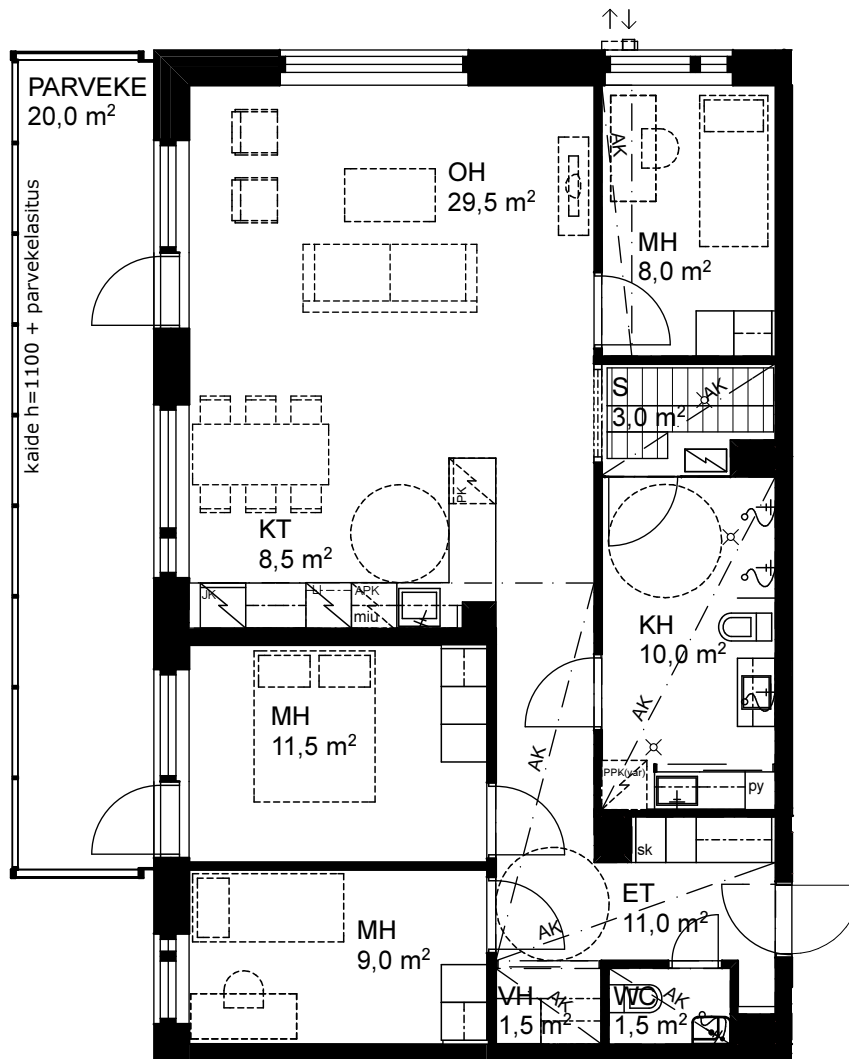 PARVEKE
20,0 m²
kaide h=1100 + parvekelasitus
OH
29,5 m²
AK
MH
8,0 m²
S
3,0 m²
AK
PK
KT
8,5 m²
JK
LI
APK
miu
KH
10,0 m²
AK
MH
11,5 m²
AK
PPK(var)
py
sk
ET
11,0 m²
AK
MH
9,0 m²
VH
1,5 m²
WC
1,5 m²
AK